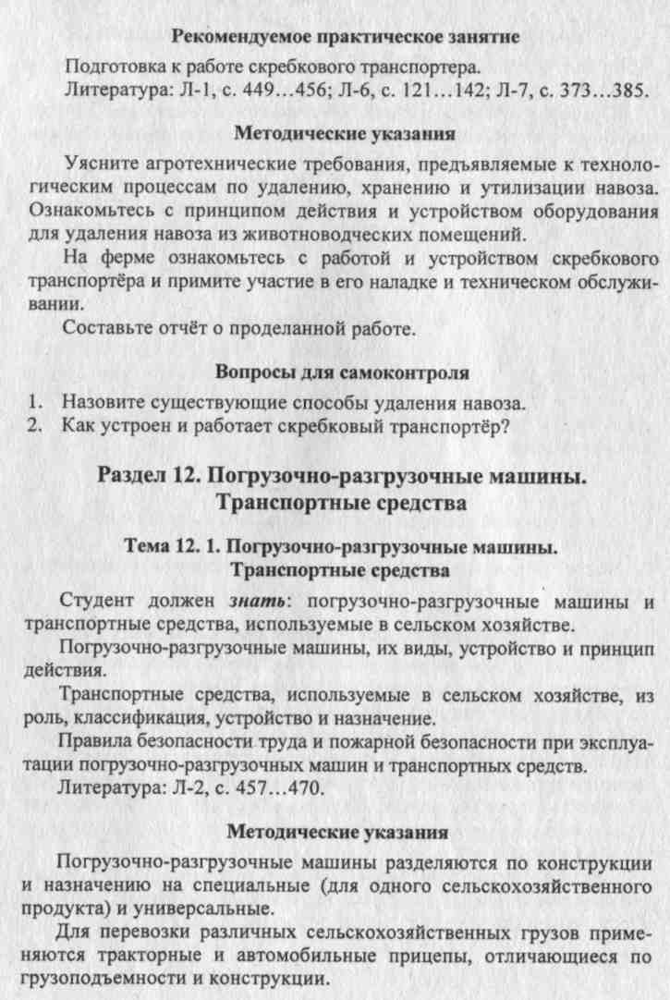 Рекомендуемое практическое занятие
Подготовка к работе скребкового транспортера.
Литература: Л-1, с. 449...456; Л-6, с. 121...142; Л-7, с. 373...385.
Методические указания
Уясните агротехнические требования, предъявляемые к техноло-
гическим процессам по удалению, хранению и утилизации навоза.
Ознакомьтесь с принципом действия и устройством оборудования
для удаления навоза из животноводческих помещений.
На ферме ознакомьтесь с работой и устройством скребкового
транспортёра и примите участие в его наладке и техническом обслужи-
вании.
Составьте отчёт о проделанной работе.
Вопросы для самоконтроля
1. Назовите существующие способы удаления навоза.
2. Как устроен и работает скребковый транспортёр?
Раздел 12. Погрузочно-разгрузочные машины.
Транспортные средства
Тема 12. 1. Погрузочно-разгрузочные машины.
Транспортные средства
Студент должен знать: погрузочно-разгрузочные машины и
транспортные средства, используемые в сельском хозяйстве.
Погрузочно-разгрузочные машины, их виды, устройство и принцип
действия.
Транспортные средства, используемые в сельском хозяйстве, из
роль, классификация, устройство и назначение.
Правила безопасности труда и пожарной безопасности при эксплуа-
тации погрузочно-разгрузочных машин и транспортных средств.
Литература: Л-2, с. 457...470.
Методические указания
Погрузочно-разгрузочные машины разделяются по конструкции
и назначению на специальные (для одного сельскохозяйственного
продукта) и универсальные.
Для перевозки различных сельскохозяйственных грузов приме-
няются тракторные и автомобильные прицепы, отличающиеся по
грузоподъемности и конструкции.